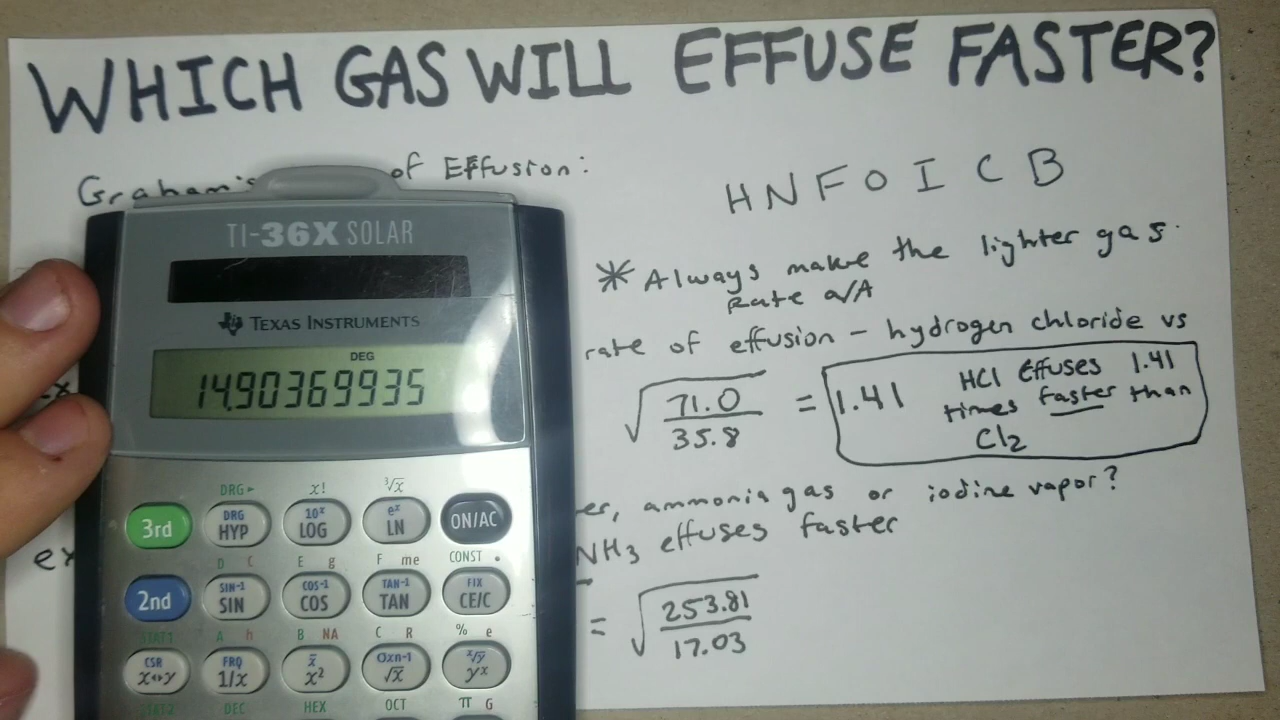 WHICH GAS WILL EFFUSE FASTER?
of Effusion:
H N F O I C B
* Always make the lighter gas
Rate a/A
rate of effusion - hydrogen chloride vs
√71.0/35.8 = 1.41
HCl effuses 1.41
times faster than
Cl2
ammonia gas or iodine vapor?
NH3 effuses faster
= √253.81/17.03
TI-36X SOLAR
TEXAS INSTRUMENTS
DEG
14.90369935
DRG► x! ³√x
3rd DRG HYP 10ˣ LOG eˣ LN ON/AC
D C E g F me CONST •
2nd SIN-1 SIN COS-1 COS TAN-1 TAN FIX CE/C
STAT1 A h B NA C R % e
CSR x↔y FRQ 1/x x̄ x² Oxn-1 √x ˣ√y yˣ
STAT2 DEC HEX OCT π G